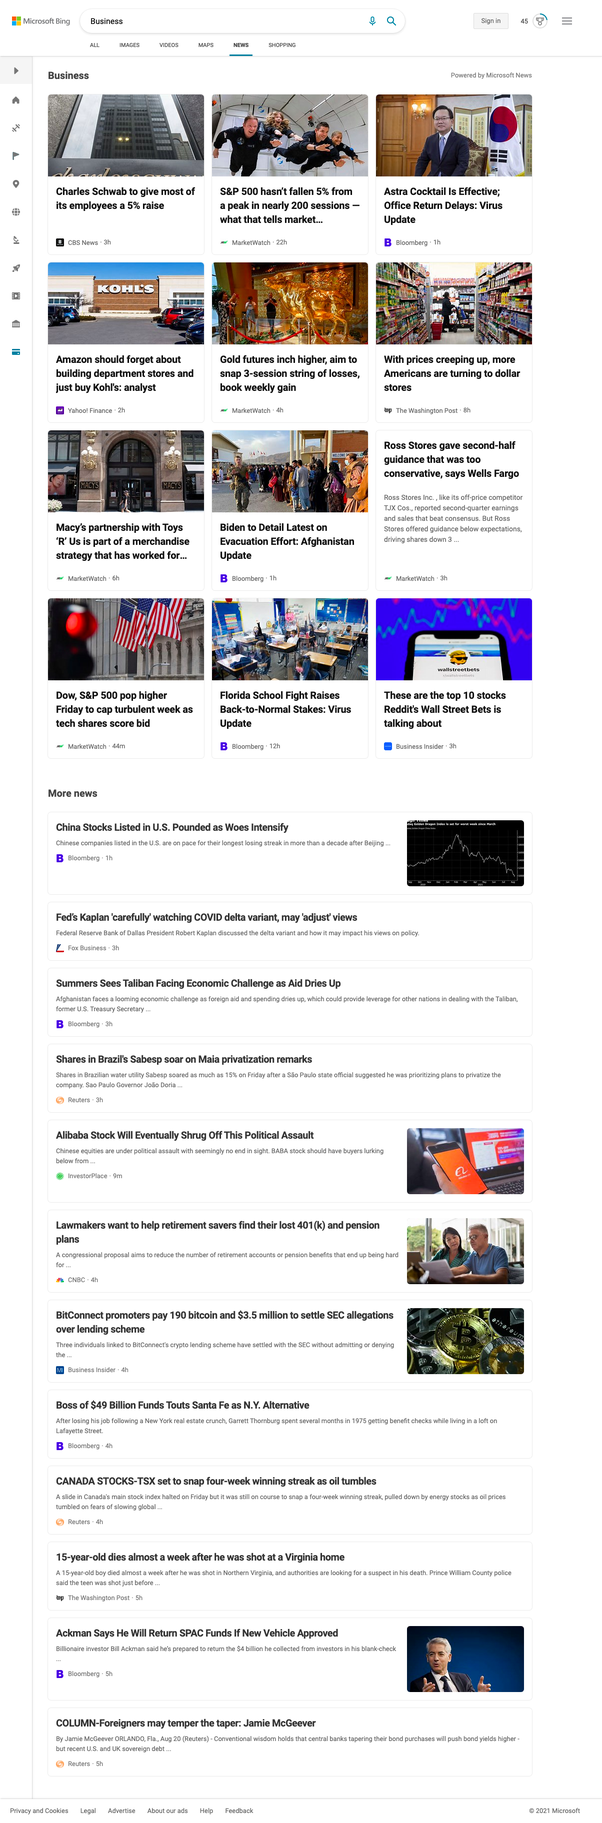 Microsoft Bing
Business
Sign in
45
ALL
IMAGES
VIDEOS
MAPS
NEWS
SHOPPING
Business
Powered by Microsoft News
charles SCHWAB
Charles Schwab to give most of
its employees a 5% raise
CBS News · 3h
S&P 500 hasn't fallen 5% from
a peak in nearly 200 sessions —
what that tells market…
MarketWatch · 22h
Astra Cocktail Is Effective;
Office Return Delays: Virus
Update
Bloomberg · 1h
KOHL'S
Amazon should forget about
building department stores and
just buy Kohl's: analyst
Yahoo! Finance · 2h
Gold futures inch higher, aim to
snap 3-session string of losses,
book weekly gain
MarketWatch · 4h
With prices creeping up, more
Americans are turning to dollar
stores
The Washington Post · 8h
MACYS
MACYS
Macy's partnership with Toys
'R' Us is part of a merchandise
strategy that has worked for…
MarketWatch · 6h
Biden to Detail Latest on
Evacuation Effort: Afghanistan
Update
Bloomberg · 1h
Ross Stores gave second-half
guidance that was too
conservative, says Wells Fargo
Ross Stores Inc. , like its off-price competitor
TJX Cos., reported second-quarter earnings
and sales that beat consensus. But Ross
Stores offered guidance below expectations,
driving shares down 3 ...
MarketWatch · 3h
Dow, S&P 500 pop higher
Friday to cap turbulent week as
tech shares score bid
MarketWatch · 44m
Florida School Fight Raises
Back-to-Normal Stakes: Virus
Update
Bloomberg · 12h
wallstreetbets
These are the top 10 stocks
Reddit's Wall Street Bets is
talking about
Business Insider · 3h
More news
China Stocks Listed in U.S. Pounded as Woes Intensify
Chinese companies listed in the U.S. are on pace for their longest losing streak in more than a decade after Beijing ...
Bloomberg · 1h
Fed's Kaplan 'carefully' watching COVID delta variant, may 'adjust' views
Federal Reserve Bank of Dallas President Robert Kaplan discussed the delta variant and how it may impact his views on policy.
Fox Business · 3h
Summers Sees Taliban Facing Economic Challenge as Aid Dries Up
Afghanistan faces a looming economic challenge as foreign aid and spending dries up, which could provide leverage for other nations in dealing with the Taliban,
former U.S. Treasury Secretary ...
Bloomberg · 3h
Shares in Brazil's Sabesp soar on Maia privatization remarks
Shares in Brazilian water utility Sabesp soared as much as 15% on Friday after a São Paulo state official suggested he was prioritizing plans to privatize the
company. Sao Paulo Governor João Doria ...
Reuters · 3h
Alibaba Stock Will Eventually Shrug Off This Political Assault
Chinese equities are under political assault with seemingly no end in sight. BABA stock should have buyers lurking
below from ...
InvestorPlace · 9m
Lawmakers want to help retirement savers find their lost 401(k) and pension
plans
A congressional proposal aims to reduce the number of retirement accounts or pension benefits that end up being hard
for ...
CNBC · 4h
BitConnect promoters pay 190 bitcoin and $3.5 million to settle SEC allegations
over lending scheme
Three individuals linked to BitConnect's crypto lending scheme have settled with the SEC without admitting or denying
the ...
Business Insider · 4h
Boss of $49 Billion Funds Touts Santa Fe as N.Y. Alternative
After losing his job following a New York real estate crunch, Garrett Thornburg spent several months in 1975 getting benefit checks while living in a loft on
Lafayette Street.
Bloomberg · 4h
CANADA STOCKS-TSX set to snap four-week winning streak as oil tumbles
A slide in Canada's main stock index halted on Friday but it was still on course to snap a four-week winning streak, pulled down by energy stocks as oil prices
tumbled on fears of slowing global ...
Reuters · 4h
15-year-old dies almost a week after he was shot at a Virginia home
A 15-year-old boy died almost a week after he was shot in Northern Virginia, and authorities are looking for a suspect in his death. Prince William County police
said the teen was shot just before ...
The Washington Post · 5h
Ackman Says He Will Return SPAC Funds If New Vehicle Approved
Billionaire investor Bill Ackman said he's prepared to return the $4 billion he collected from investors in his blank-check
...
Bloomberg · 5h
COLUMN-Foreigners may temper the taper: Jamie McGeever
By Jamie McGeever ORLANDO, Fla., Aug 20 (Reuters) - Conventional wisdom holds that central banks tapering their bond purchases will push bond yields higher -
but recent U.S. and UK sovereign debt ...
Reuters · 5h
Privacy and Cookies
Legal
Advertise
About our ads
Help
Feedback
© 2021 Microsoft